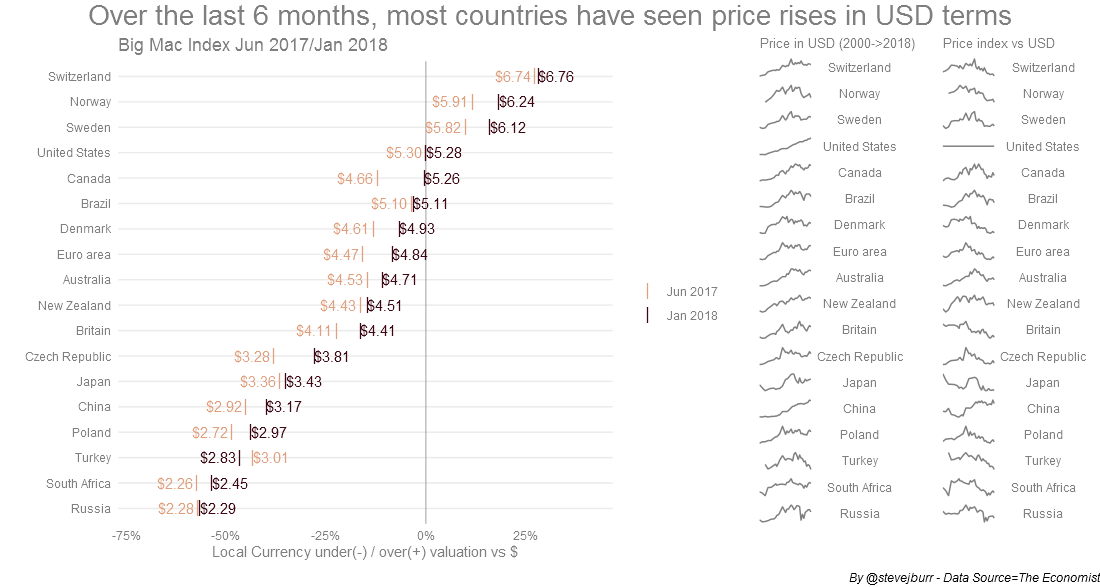 Over the last 6 months, most countries have seen price rises in USD terms
Big Mac Index Jun 2017/Jan 2018
Switzerland $6.74 $6.76
Norway $5.91 $6.24
Sweden $5.82 $6.12
United States $5.30 $5.28
Canada $4.66 $5.26
Brazil $5.10 $5.11
Denmark $4.61 $4.93
Euro area $4.47 $4.84
Australia $4.53 $4.71
New Zealand $4.43 $4.51
Britain $4.11 $4.41
Czech Republic $3.28 $3.81
Japan $3.36 $3.43
China $2.92 $3.17
Poland $2.72 $2.97
Turkey $2.83 $3.01
South Africa $2.26 $2.45
Russia $2.28 $2.29
-75% -50% -25% 0% 25%
Local Currency under(-) / over(+) valuation vs $
Jun 2017
Jan 2018
Price in USD (2000->2018)
Switzerland
Norway
Sweden
United States
Canada
Brazil
Denmark
Euro area
Australia
New Zealand
Britain
Czech Republic
Japan
China
Poland
Turkey
South Africa
Russia
Price index vs USD
Switzerland
Norway
Sweden
United States
Canada
Brazil
Denmark
Euro area
Australia
New Zealand
Britain
Czech Republic
Japan
China
Poland
Turkey
South Africa
Russia
By @stevejburr - Data Source=The Economist